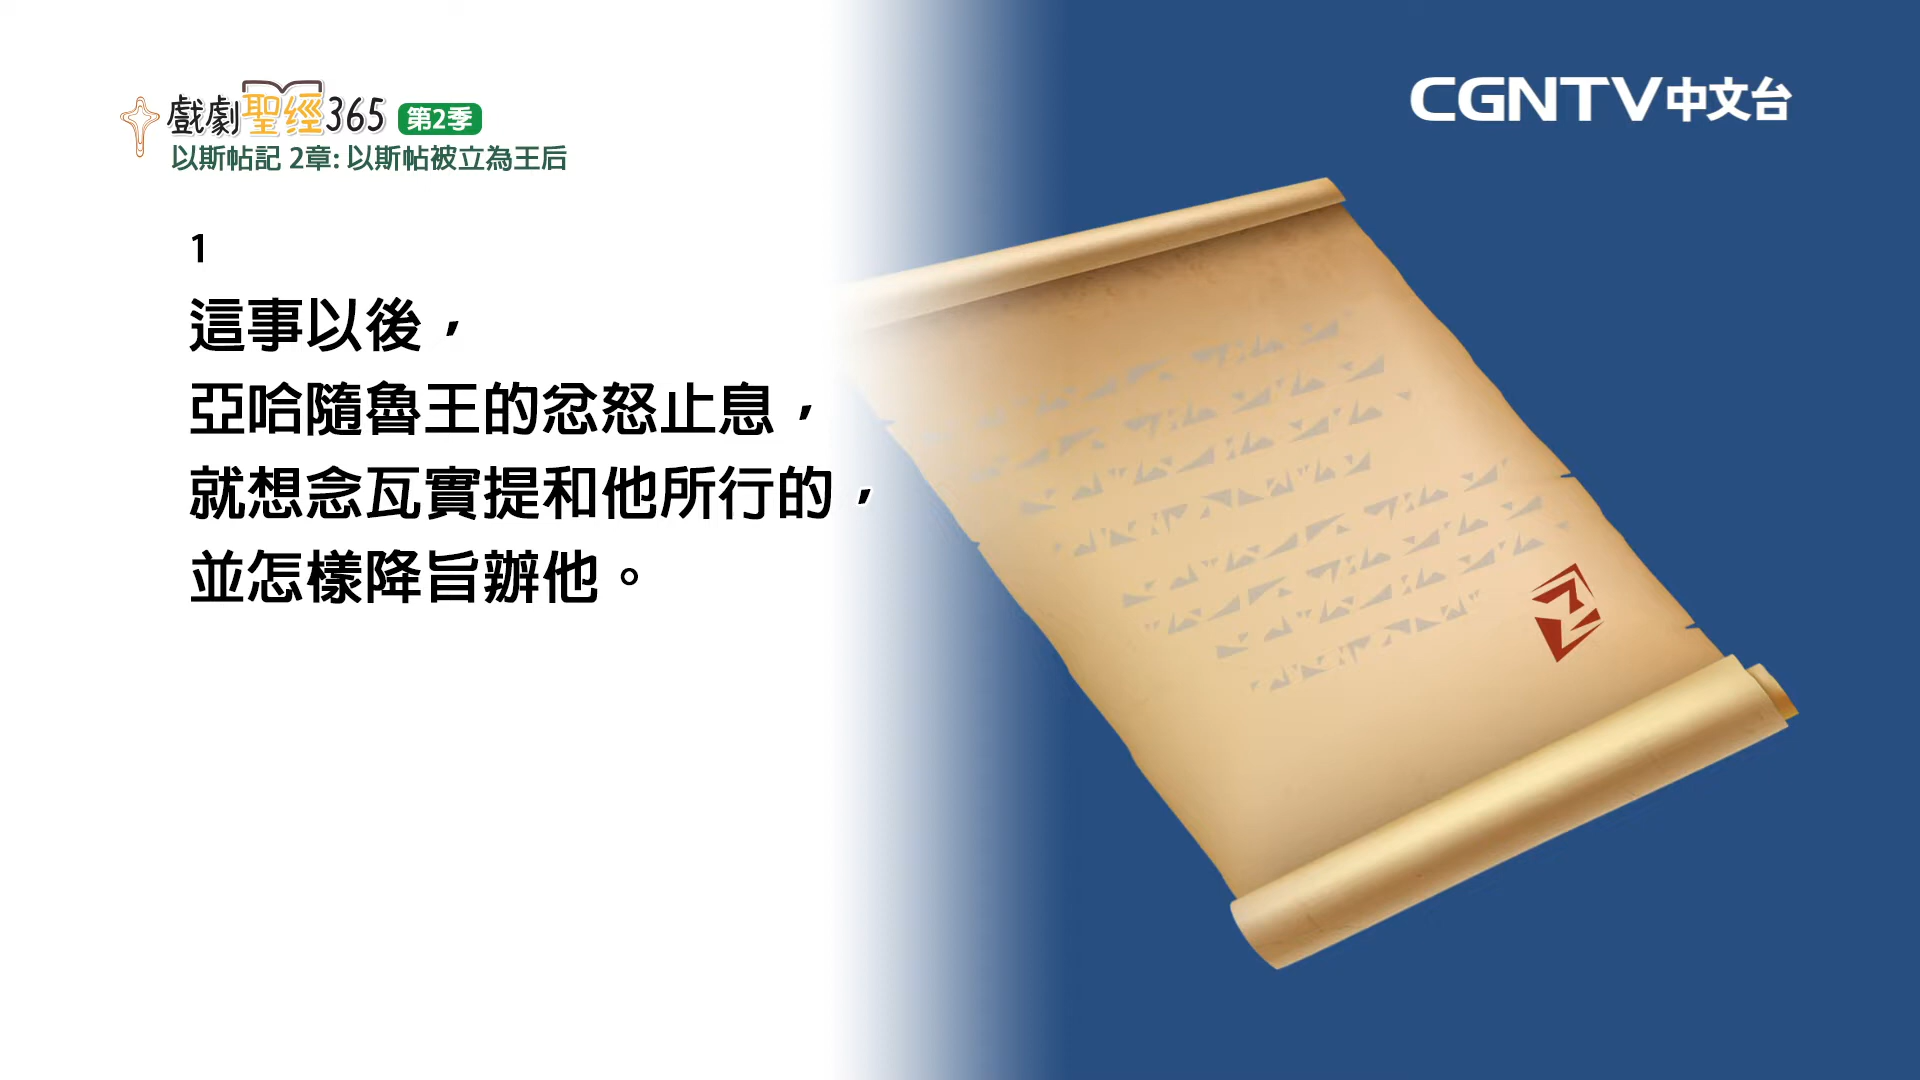 戲劇聖經365 第2季
以斯帖記 2章: 以斯帖被立為王后
CGNTV中文台
1
這事以後，
亞哈隨魯王的忿怒止息，
就想念瓦實提和他所行的，
並怎樣降旨辦他。